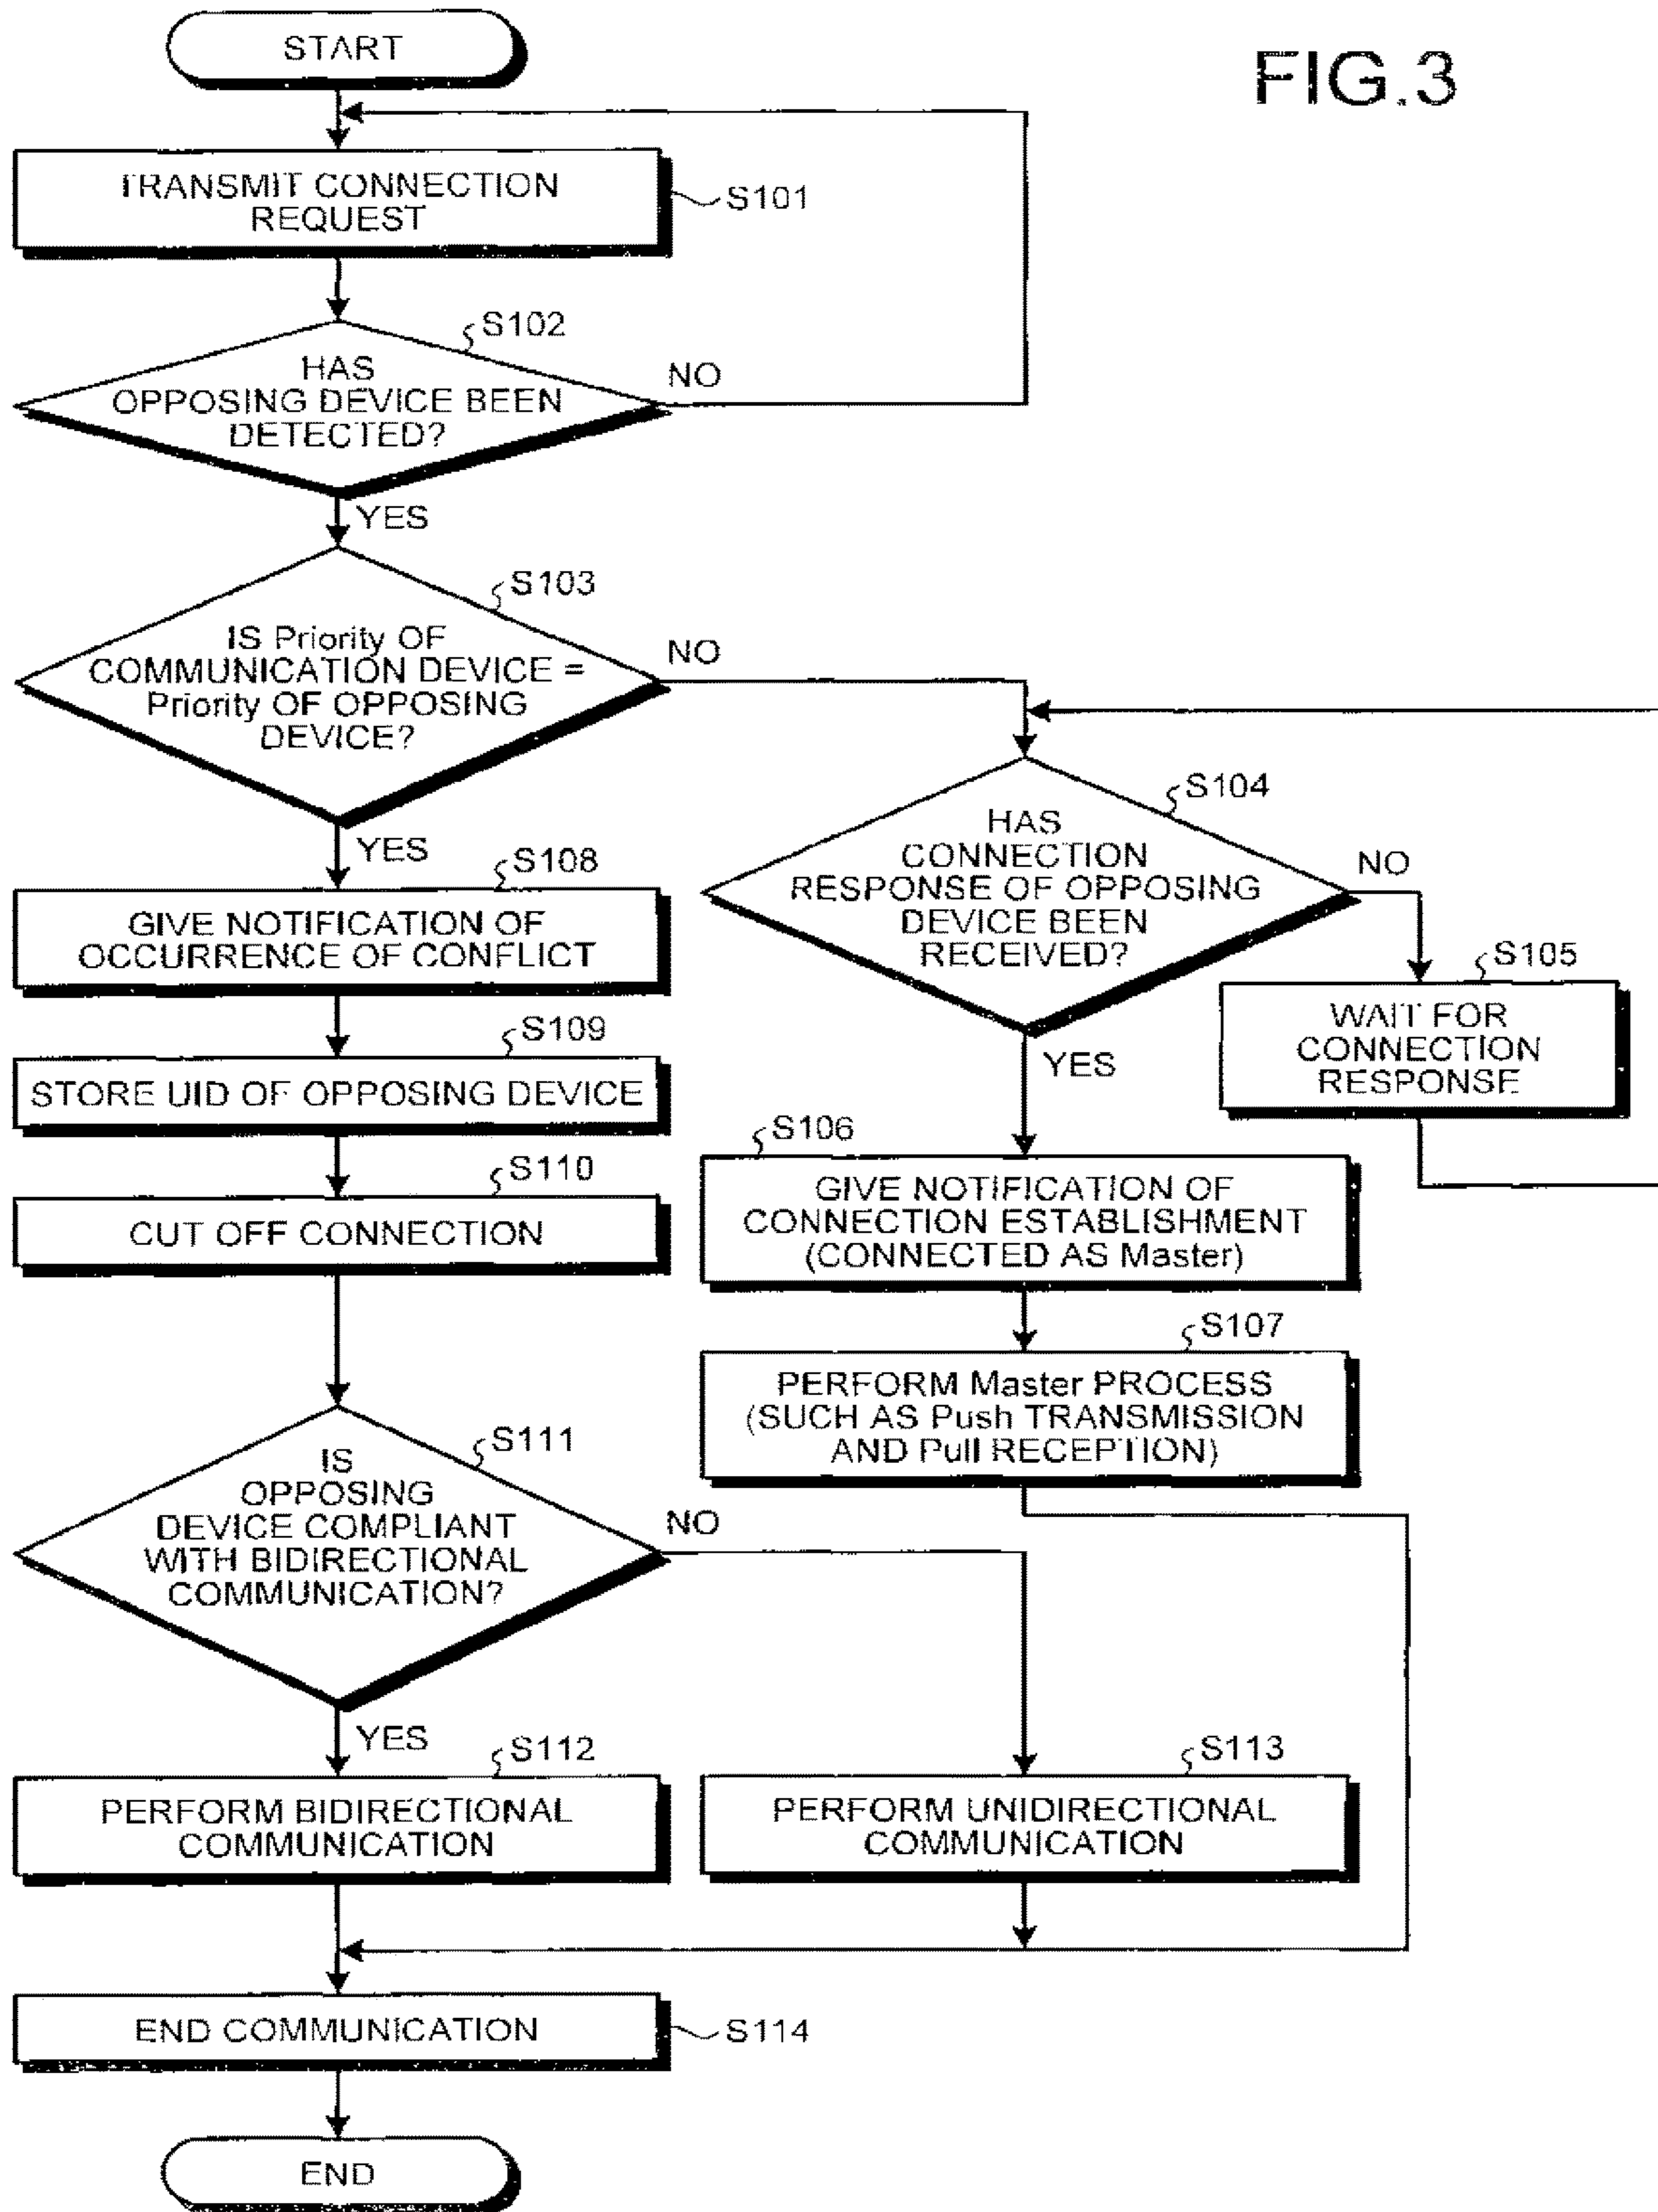 FIG.3
START
TRANSMIT CONNECTION
REQUEST
S101
S102
HAS
OPPOSING DEVICE BEEN
DETECTED?
NO
YES
S103
IS Priority OF
COMMUNICATION DEVICE =
Priority OF OPPOSING
DEVICE?
NO
YES
S104
HAS
CONNECTION
RESPONSE OF OPPOSING
DEVICE BEEN
RECEIVED?
NO
YES
S105
WAIT FOR
CONNECTION
RESPONSE
S106
GIVE NOTIFICATION OF
CONNECTION ESTABLISHMENT
(CONNECTED AS Master)
S107
PERFORM Master PROCESS
(SUCH AS Push TRANSMISSION
AND Pull RECEPTION)
S108
GIVE NOTIFICATION OF
OCCURRENCE OF CONFLICT
S109
STORE UID OF OPPOSING DEVICE
S110
CUT OFF CONNECTION
S111
IS
OPPOSING
DEVICE COMPLIANT
WITH BIDIRECTIONAL
COMMUNICATION?
NO
YES
S112
PERFORM BIDIRECTIONAL
COMMUNICATION
S113
PERFORM UNIDIRECTIONAL
COMMUNICATION
END COMMUNICATION
S114
END